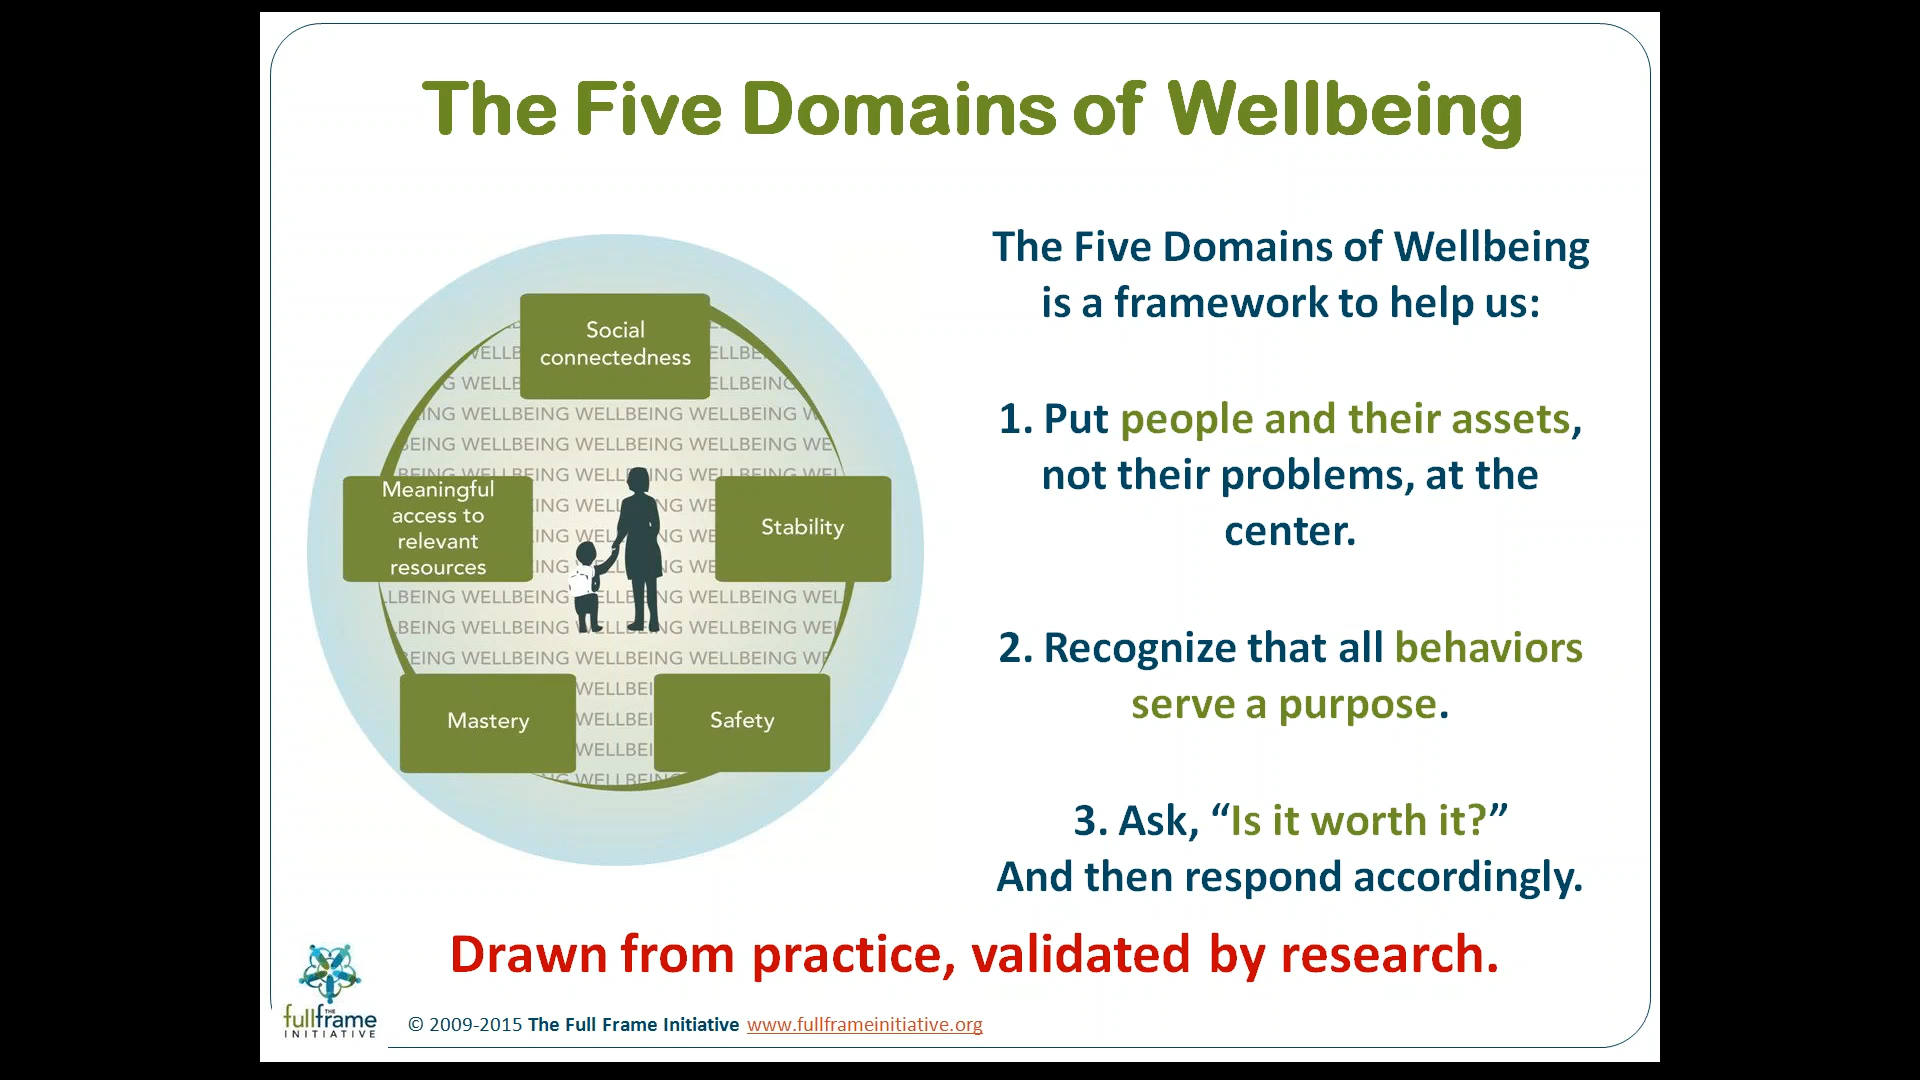 The Five Domains of Wellbeing
Social
connectedness
Meaningful
access to
relevant
resources
Stability
Mastery
Safety
The Five Domains of Wellbeing
is a framework to help us:
1. Put people and their assets,
not their problems, at the
center.
2. Recognize that all behaviors
serve a purpose.
3. Ask, “Is it worth it?”
And then respond accordingly.
Drawn from practice, validated by research.
THE
fullframe
INITIATIVE
© 2009-2015 The Full Frame Initiative www.fullframeinitiative.org